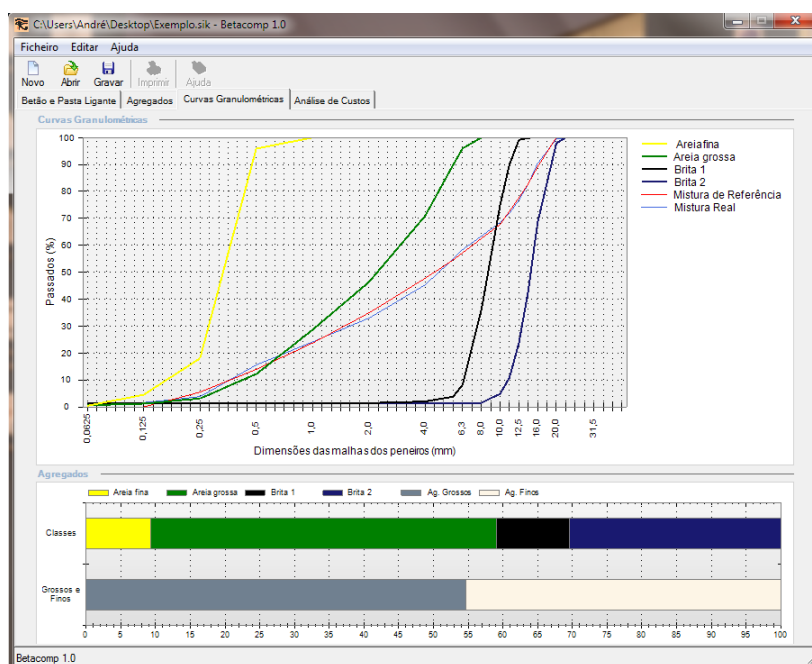 C:\Users\André\Desktop\Exemplo.sik - Betacomp 1.0
Ficheiro Editar Ajuda
Novo Abrir Gravar Imprimir Ajuda
Betão e Pasta Ligante Agregados Curvas Granulométricas Análise de Custos
Curvas Granulométricas
100
90
80
70
60
50
40
30
20
10
0
Passados (%)
Areia fina
Areia grossa
Brita 1
Brita 2
Mistura de Referência
Mistura Real
0,0625 0,125 0,25 0,5 1,0 2,0 4,0 6,3 8,0 10,0 12,5 16,0 20,0 31,5
Dimensões das malhas dos peneiros (mm)
Agregados
Areia fina Areia grossa Brita 1 Brita 2 Ag. Grossos Ag. Finos
Classes
Grossos e
Finos
0 5 10 15 20 25 30 35 40 45 50 55 60 65 70 75 80 85 90 95 100
Betacomp 1.0